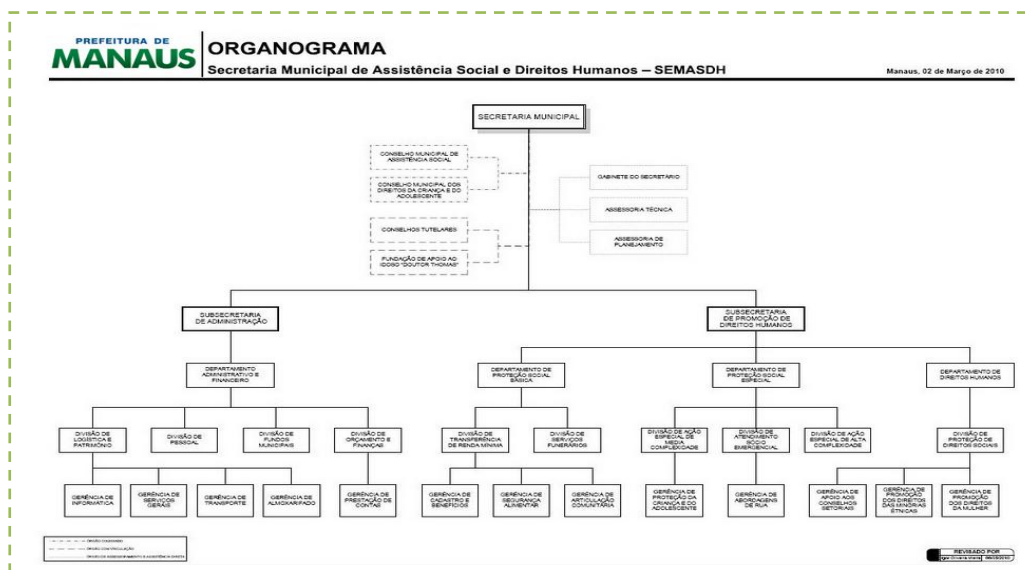 PREFEITURA DE
MANAUS
ORGANOGRAMA
Secretaria Municipal de Assistência Social e Direitos Humanos – SEMASDH
Manaus, 02 de Março de 2010
SECRETARIA MUNICIPAL
CONSELHO MUNICIPAL DE
ASSISTÊNCIA SOCIAL
CONSELHO MUNICIPAL DOS
DIREITOS DA CRIANÇA E DO
ADOLESCENTE
CONSELHOS TUTELARES
FUNDAÇÃO DE APOIO AO
IDOSO "DOUTOR THOMAS"
GABINETE DO SECRETÁRIO
ASSESSORIA TÉCNICA
ASSESSORIA DE
PLANEJAMENTO
SUBSECRETARIA
DE ADMINISTRAÇÃO
SUBSECRETARIA
DE PROMOÇÃO DE
DIREITOS HUMANOS
DEPARTAMENTO
ADMINISTRATIVO E
FINANCEIRO
DEPARTAMENTO DE
PROTEÇÃO SOCIAL
BÁSICA
DEPARTAMENTO DE
PROTEÇÃO SOCIAL
ESPECIAL
DEPARTAMENTO DE
DIREITOS HUMANOS
DIVISÃO DE
LOGÍSTICA E
PATRIMÔNIO
DIVISÃO DE
PESSOAL
DIVISÃO DE
FUNDOS
MUNICIPAIS
DIVISÃO DE
ORÇAMENTO E
FINANÇAS
DIVISÃO DE
TRANSFERÊNCIA
DE RENDA MÍNIMA
DIVISÃO DE
SERVIÇOS
FUNERÁRIOS
DIVISÃO DE AÇÃO
ESPECIAL DE
MEDIA
COMPLEXIDADE
DIVISÃO DE
ATENDIMENTO
SÓCIO
EMERGENCIAL
DIVISÃO DE AÇÃO
ESPECIAL DE ALTA
COMPLEXIDADE
DIVISÃO DE
PROTEÇÃO DE
DIREITOS SOCIAIS
GERÊNCIA DE
INFORMÁTICA
GERÊNCIA DE
SERVIÇOS
GERAIS
GERÊNCIA DE
TRANSPORTE
GERÊNCIA DE
ALMOXARIFADO
GERÊNCIA DE
PRESTAÇÃO DE
CONTAS
GERÊNCIA DE
CADASTRO E
BENEFÍCIOS
GERÊNCIA DE
SEGURANÇA
ALIMENTAR
GERÊNCIA DE
ARTICULAÇÃO
COMUNITÁRIA
GERÊNCIA DE
PROTEÇÃO DA
CRIANÇA E DO
ADOLESCENTE
GERÊNCIA DE
ABORDAGENS
DE RUA
GERÊNCIA DE
APOIO AOS
CONSELHOS
SETORIAIS
GERÊNCIA DE
PROMOÇÃO
DOS DIREITOS
DAS MINORIAS
ÉTNICAS
GERÊNCIA DE
PROMOÇÃO
DOS DIREITOS
DA MULHER
REVISADO POR